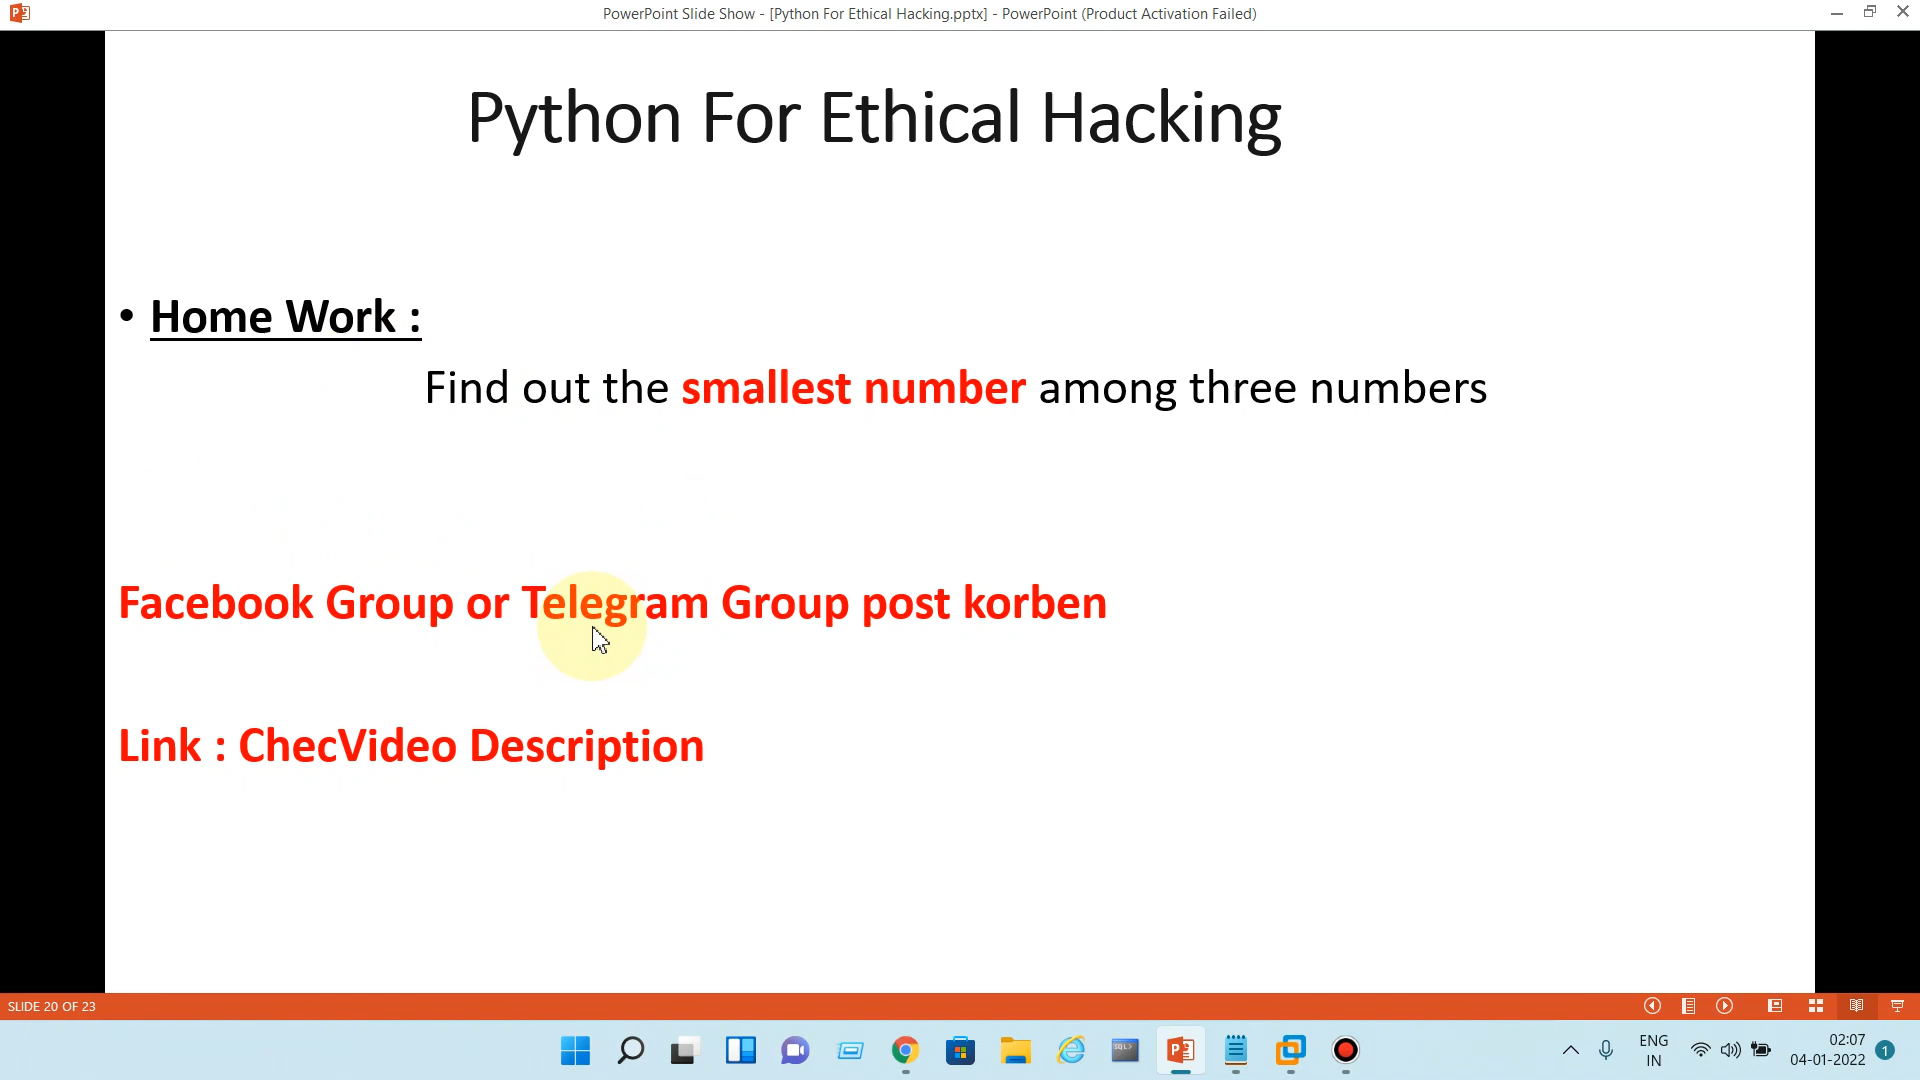 PowerPoint Slide Show - [Python For Ethical Hacking.pptx] - PowerPoint (Product Activation Failed)
Python For Ethical Hacking
• Home Work :
Find out the smallest number among three numbers
Facebook Group or Telegram Group post korben
Link : ChecVideo Description
SLIDE 20 OF 23
SQL>
ENG
IN
02:07
04-01-2022
1